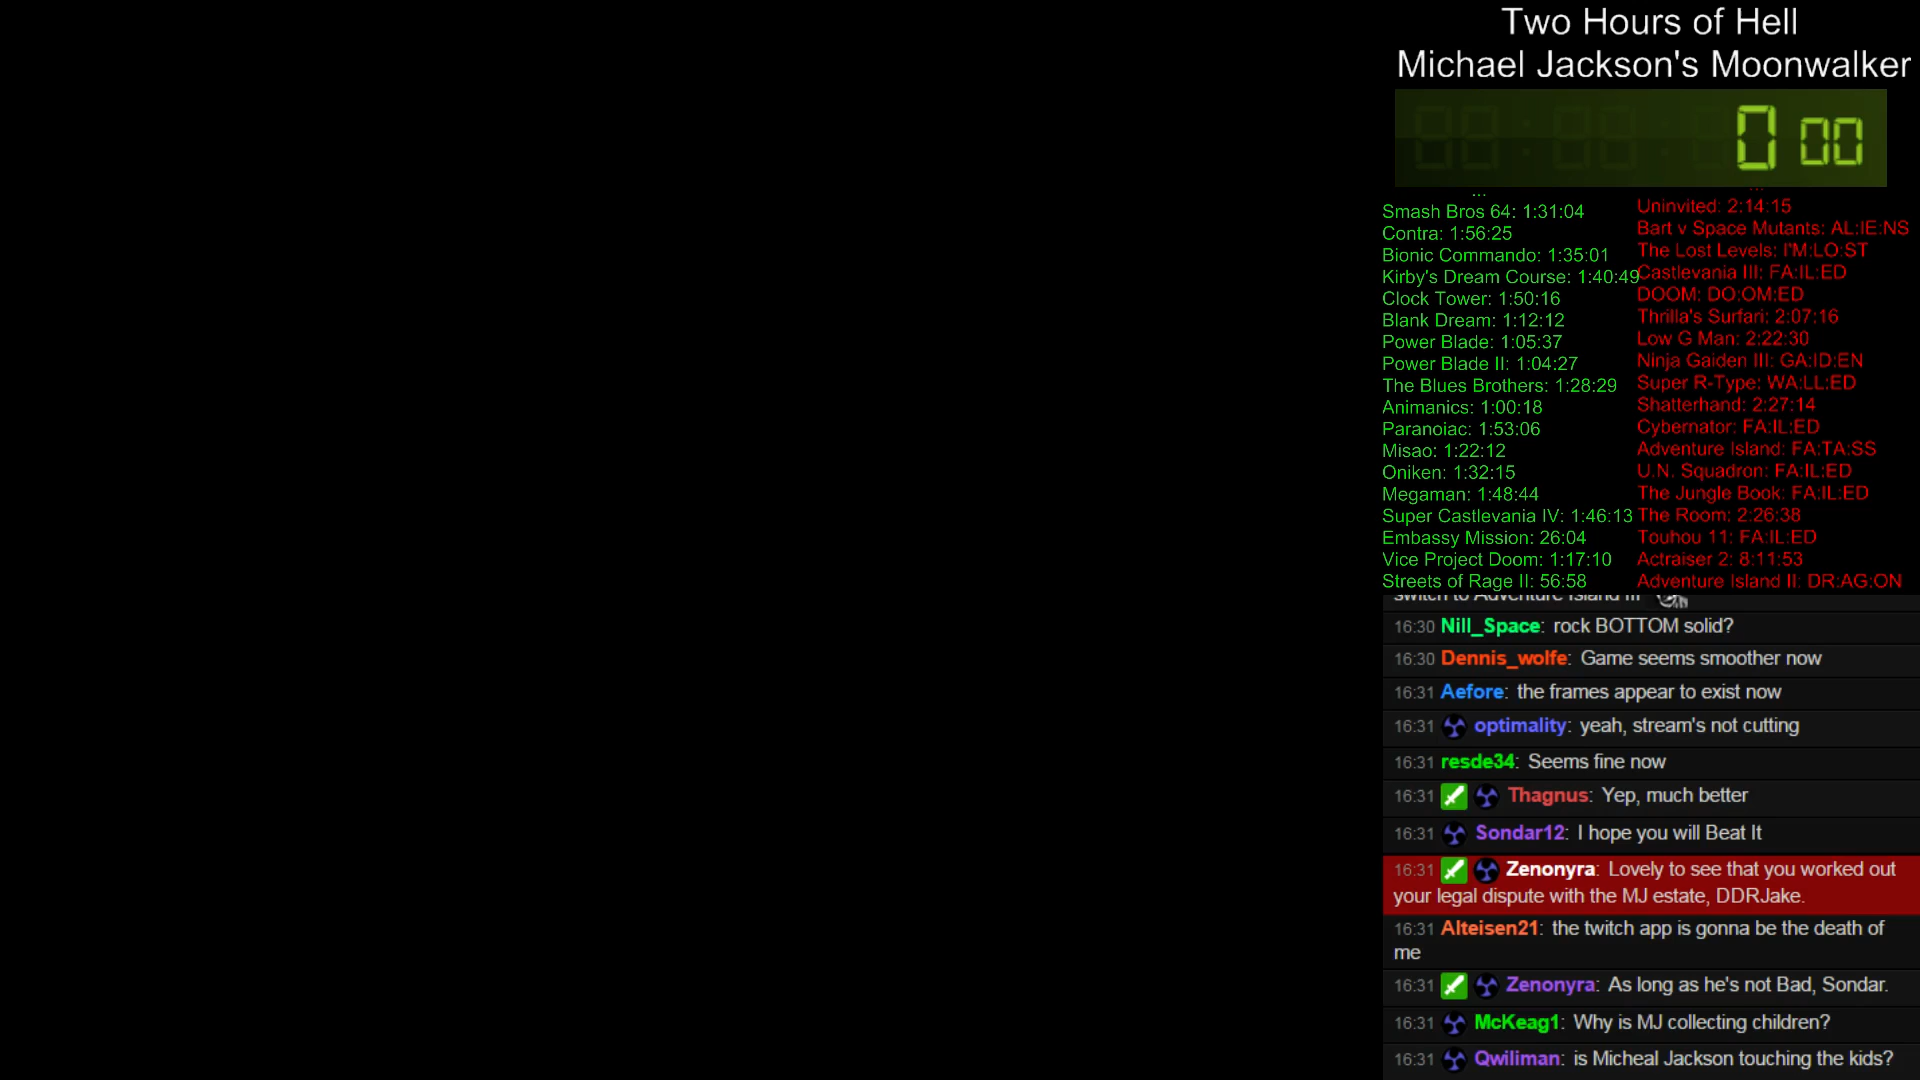 Two Hours of Hell
Michael Jackson's Moonwalker
0 00
...
Smash Bros 64: 1:31:04
Contra: 1:56:25
Bionic Commando: 1:35:01
Kirby's Dream Course: 1:40:49
Clock Tower: 1:50:16
Blank Dream: 1:12:12
Power Blade: 1:05:37
Power Blade II: 1:04:27
The Blues Brothers: 1:28:29
Animanics: 1:00:18
Paranoiac: 1:53:06
Misao: 1:22:12
Oniken: 1:32:15
Megaman: 1:48:44
Super Castlevania IV: 1:46:13
Embassy Mission: 26:04
Vice Project Doom: 1:17:10
Streets of Rage II: 56:58
...
Uninvited: 2:14:15
Bart v Space Mutants: AL:IE:NS
The Lost Levels: I'M:LO:ST
Castlevania III: FA:IL:ED
DOOM: DO:OM:ED
Thrilla's Surfari: 2:07:16
Low G Man: 2:22:30
Ninja Gaiden III: GA:ID:EN
Super R-Type: WA:LL:ED
Shatterhand: 2:27:14
Cybernator: FA:IL:ED
Adventure Island: FA:TA:SS
U.N. Squadron: FA:IL:ED
The Jungle Book: FA:IL:ED
The Room: 2:26:38
Touhou 11: FA:IL:ED
Actraiser 2: 8:11:53
Adventure Island II: DR:AG:ON
switch to Adventure Island III
16:30 Nill_Space: rock BOTTOM solid?
16:30 Dennis_wolfe: Game seems smoother now
16:31 Aefore: the frames appear to exist now
16:31 optimality: yeah, stream's not cutting
16:31 resde34: Seems fine now
16:31 Thagnus: Yep, much better
16:31 Sondar12: I hope you will Beat It
16:31 Zenonyra: Lovely to see that you worked out
your legal dispute with the MJ estate, DDRJake.
16:31 Alteisen21: the twitch app is gonna be the death of
me
16:31 Zenonyra: As long as he's not Bad, Sondar.
16:31 McKeag1: Why is MJ collecting children?
16:31 Qwiliman: is Micheal Jackson touching the kids?